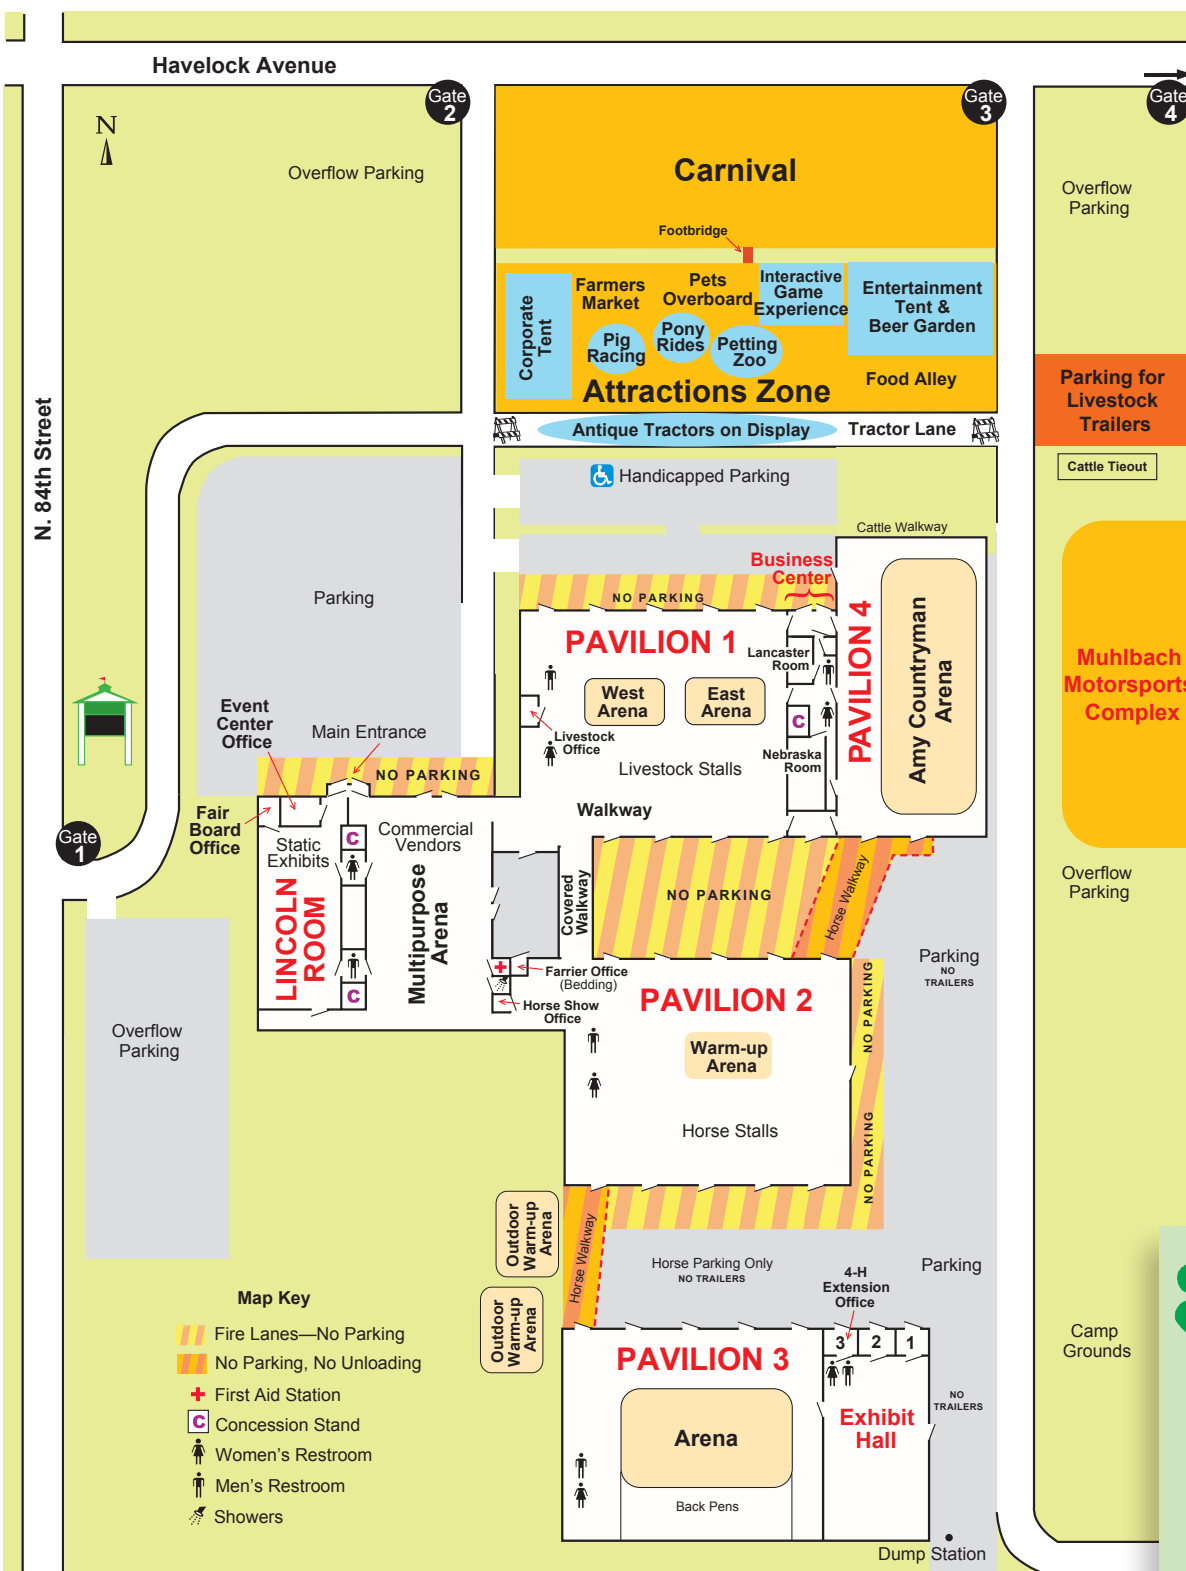 Havelock Avenue
Gate
2
Gate
3
Gate
4
N
Overflow Parking
Carnival
Overflow
Parking
Footbridge
Corporate
Tent
Farmers
Market
Pets
Overboard
Interactive
Game
Experience
Entertainment
Tent &
Beer Garden
Pig
Racing
Pony
Rides
Petting
Zoo
Food Alley
Attractions Zone
Parking for
Livestock
Trailers
Antique Tractors on Display
Tractor Lane
Cattle Tieout
N. 84th Street
Handicapped Parking
Cattle Walkway
Business
Center
NO PARKING
Parking
PAVILION 1
Lancaster
Room
PAVILION 4
Amy Countryman
Arena
Muhlbach
Motorsports
Complex
West
Arena
East
Arena
C
Event
Center
Office
Main Entrance
Livestock
Office
Livestock Stalls
Nebraska
Room
NO PARKING
Walkway
Fair
Board
Office
Gate
1
Static
Exhibits
C
Commercial
Vendors
LINCOLN
ROOM
Multipurpose
Arena
Covered
Walkway
NO PARKING
Horse Walkway
Overflow
Parking
Parking
NO
TRAILERS
C
Farrier Office
(Bedding)
Horse Show
Office
PAVILION 2
NO PARKING
Overflow
Parking
Warm-up
Arena
Horse Stalls
NO PARKING
Outdoor
Warm-up
Arena
Horse Walkway
Horse Parking Only
NO TRAILERS
Parking
4-H
Extension
Office
Outdoor
Warm-up
Arena
3
2
1
PAVILION 3
Camp
Grounds
Exhibit
Hall
NO
TRAILERS
Arena
Back Pens
Dump Station
Map Key
Fire Lanes—No Parking
No Parking, No Unloading
First Aid Station
C
Concession Stand
Women's Restroom
Men's Restroom
Showers